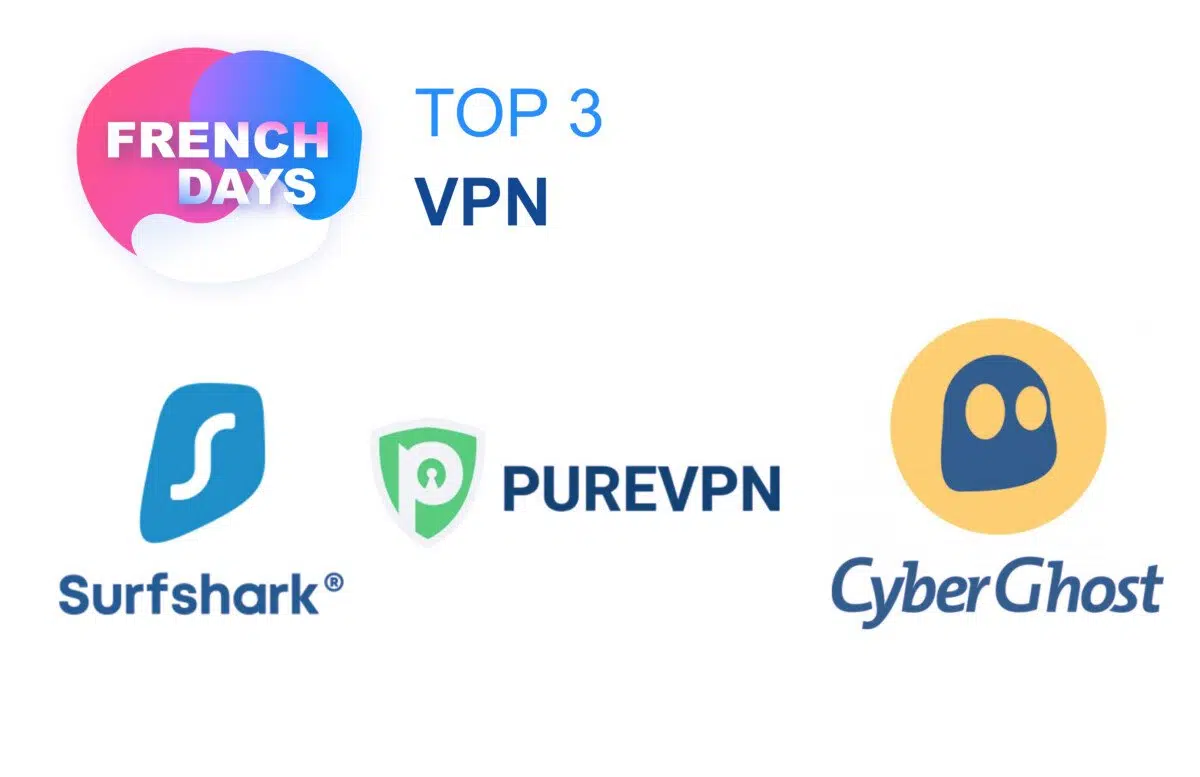 FRENCH
DAYS
TOP 3
VPN
Surfshark®
PUREVPN
CyberGhost